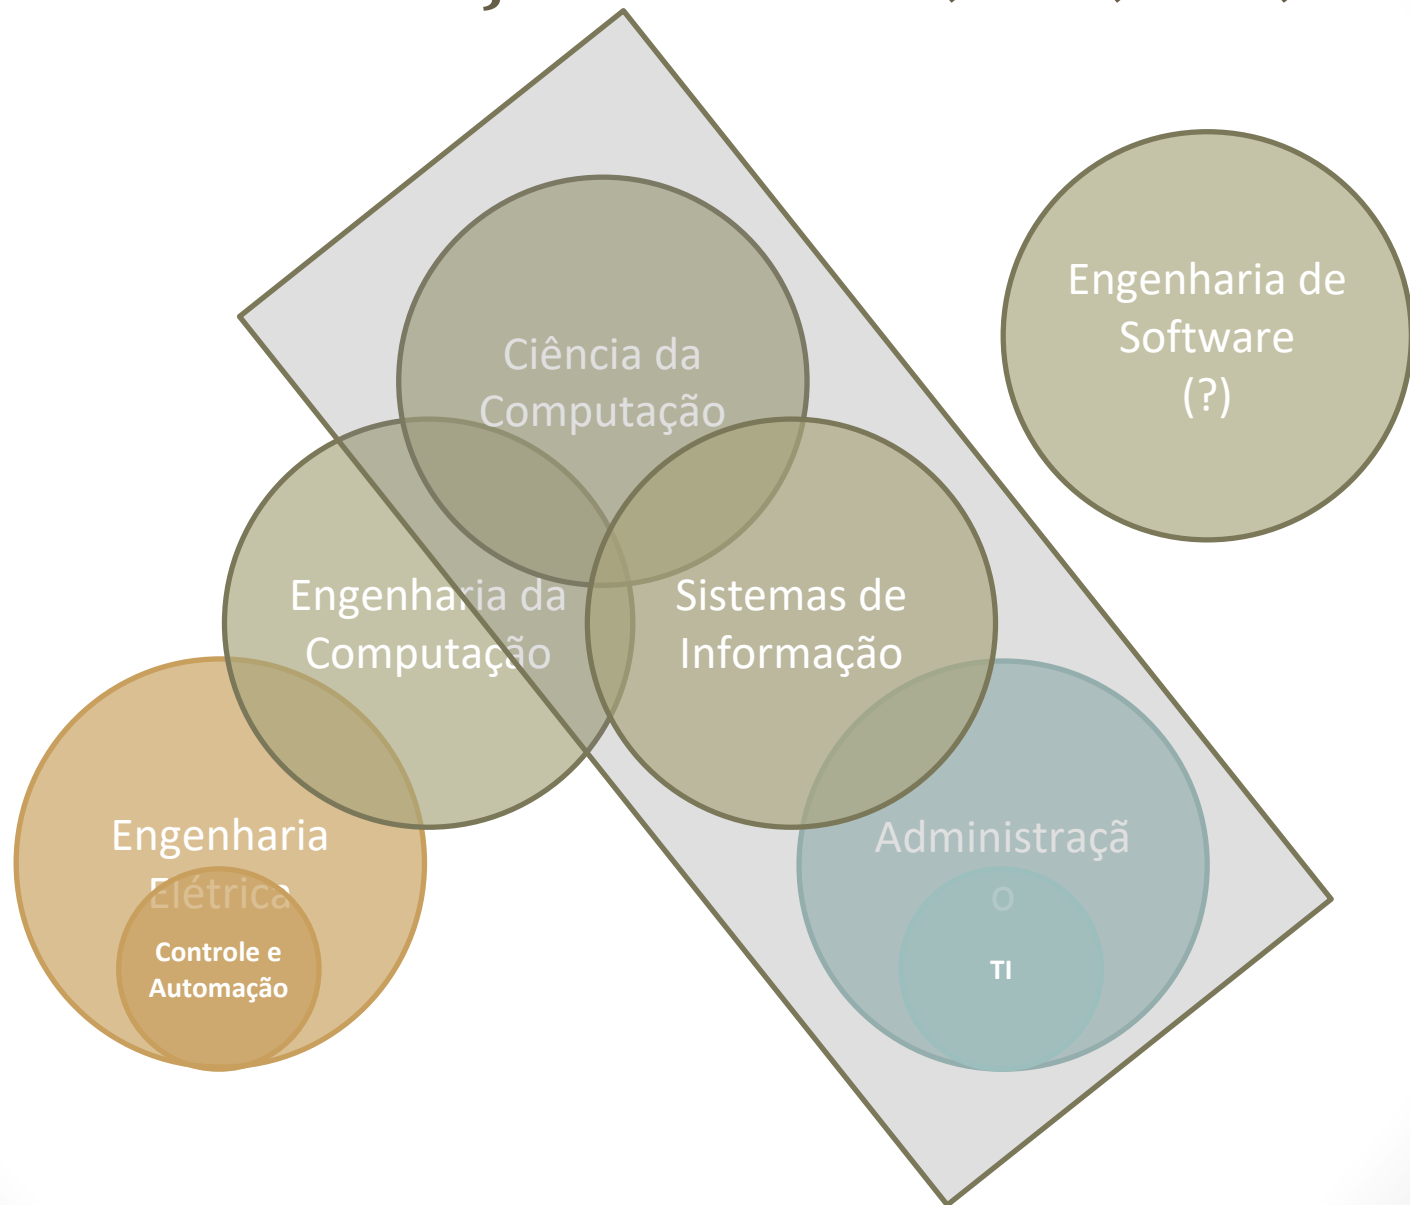 Ciência da
Computação
Engenharia de
Software
(?)
Engenharia da
Computação
Sistemas de
Informação
Engenharia
Elétrica
Controle e
Automação
Administraçã
o
TI